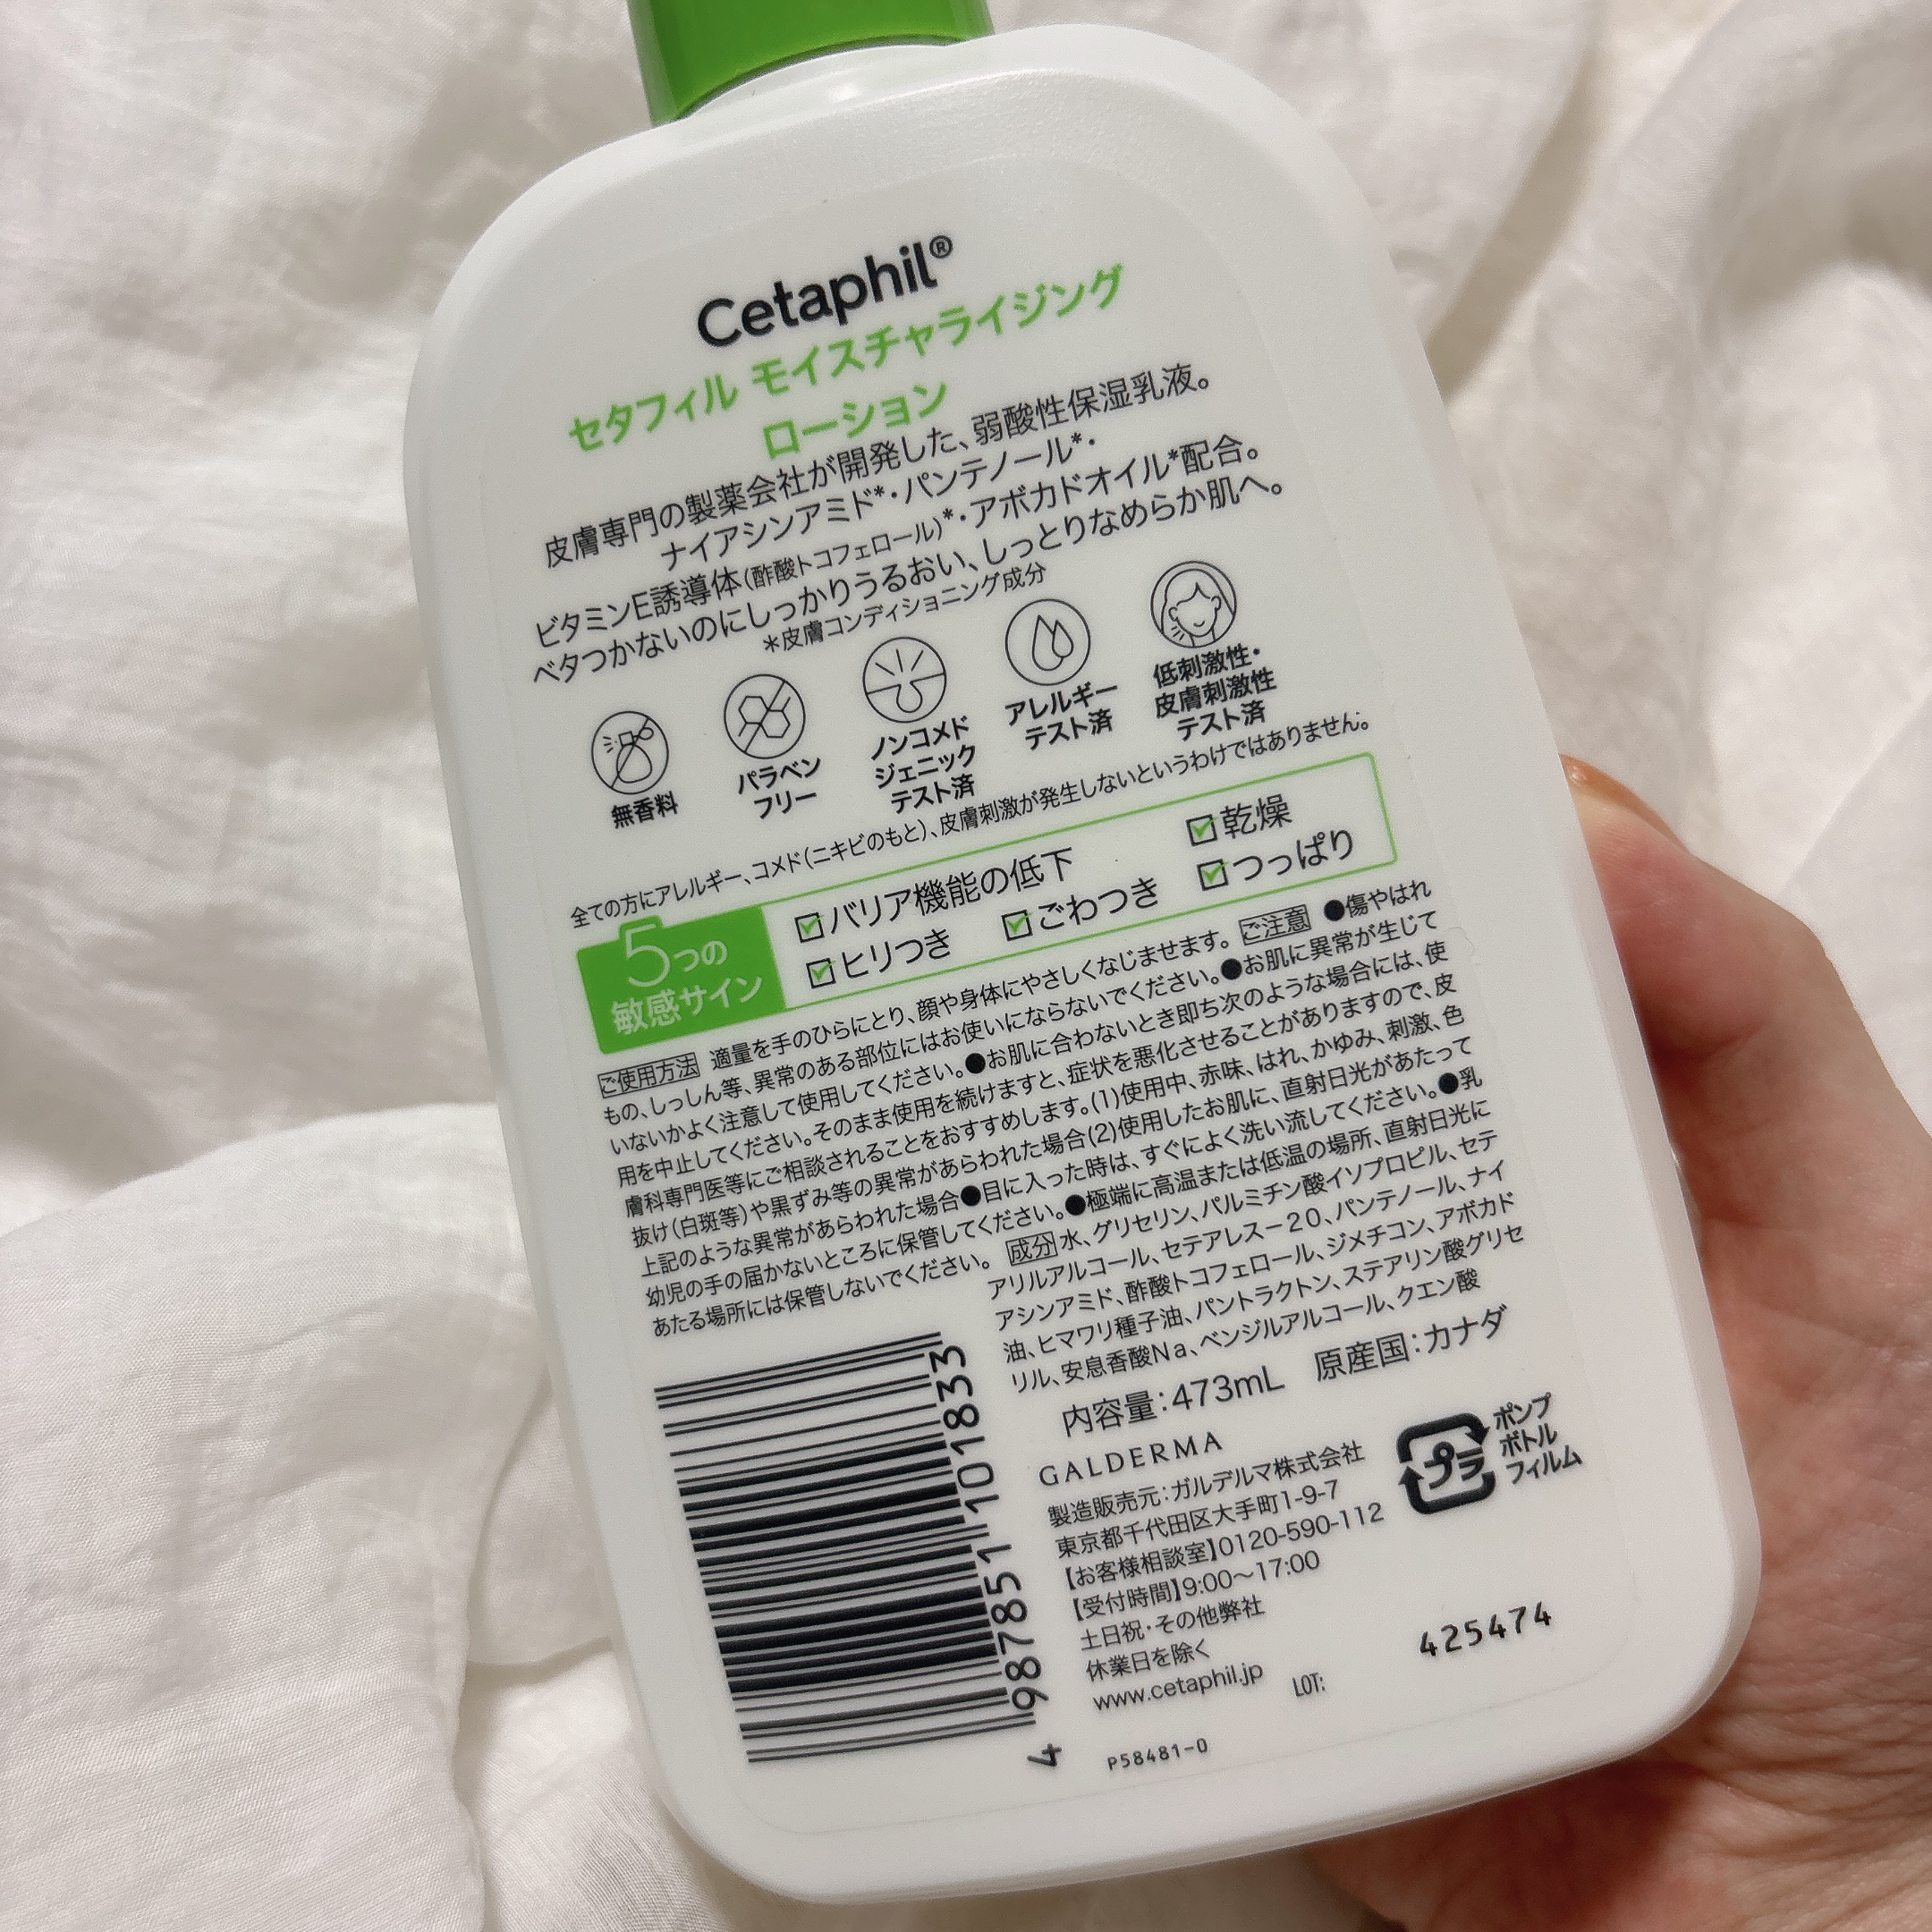 Cetaphil®
セタフィル モイスチャライジング
ローション
皮膚専門の製薬会社が開発した、弱酸性保湿乳液。
ナイアシンアミド*・パンテノール*・
ビタミンE誘導体(酢酸トコフェロール)*・アボカドオイル*配合。
ベタつかないのにしっかりうるおい、しっとりなめらか肌へ。
*皮膚コンディショニング成分
無香料
パラベン
フリー
ノンコメド
ジェニック
テスト済
アレルギー
テスト済
低刺激性・
皮膚刺激性
テスト済
全ての方にアレルギー、コメド(ニキビのもと)、皮膚刺激が発生しないというわけではありません。
5つの
敏感サイン
バリア機能の低下
乾燥
ヒリつき
ごわつき
つっぱり
ご使用方法 適量を手のひらにとり、顔や身体にやさしくなじませます。 ご注意 ●傷やはれ
もの、しっしん等、異常のある部位にはお使いにならないでください。●お肌に異常が生じて
いないかよく注意して使用してください。●お肌に合わないとき即ち次のような場合には、使
用を中止してください。そのまま使用を続けますと、症状を悪化させることがありますので、皮
膚科専門医等にご相談されることをおすすめします。(1)使用中、赤味、はれ、かゆみ、刺激、色
抜け(白斑等)や黒ずみ等の異常があらわれた場合(2)使用したお肌に、直射日光があたって
上記のような異常があらわれた場合●目に入った時は、すぐによく洗い流してください。●乳
幼児の手の届かないところに保管してください。●極端に高温または低温の場所、直射日光に
あたる場所には保管しないでください。
成分 水、グリセリン、パルミチン酸イソプロピル、セテ
アリルアルコール、セテアレス－20、パンテノール、ナイ
アシンアミド、酢酸トコフェロール、ジメチコン、アボカド
油、ヒマワリ種子油、パントラクトン、ステアリン酸グリセ
リル、安息香酸Na、ベンジルアルコール、クエン酸
内容量：473mL 原産国：カナダ
GALDERMA
製造販売元：ガルデルマ株式会社
東京都千代田区大手町1-9-7
【お客様相談室】0120-590-112
【受付時間】9:00～17:00
土日祝・その他弊社
休業日を除く
www.cetaphil.jp
プラ
ポンプ
ボトル
フィルム
4 987851 101833
LOT:
425474
P58481-0